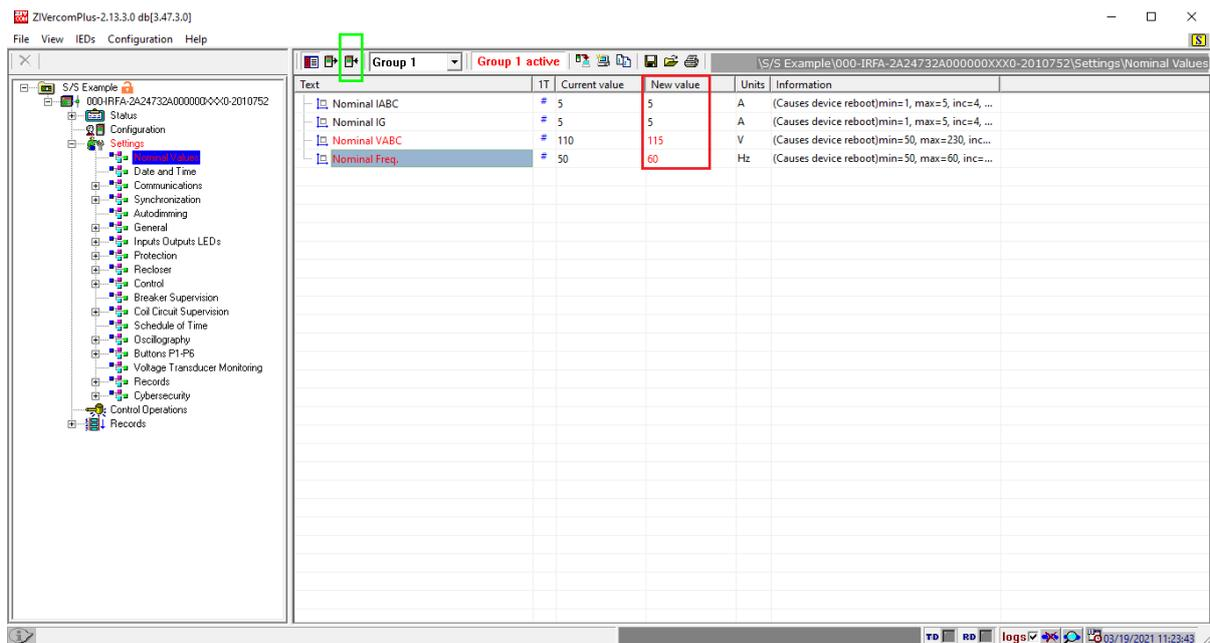 ZIVercomPlus-2.13.3.0 db[3.47.3.0]
File View IEDs Configuration Help
S
Group 1 Group 1 active \S/S Example\000-IRFA-2A24732A000000XXX0-2010752\Settings\Nominal Values
S/S Example
000-IRFA-2A24732A000000XXX0-2010752
Status
Configuration
Settings
Nominal Values
Date and Time
Communications
Synchronization
Autodimming
General
Inputs Outputs LEDs
Protection
Recloser
Control
Breaker Supervision
Coil Circuit Supervision
Schedule of Time
Oscillography
Buttons P1-P6
Voltage Transducer Monitoring
Records
Cybersecurity
Control Operations
Records
Text 1T Current value New value Units Information
Nominal IABC # 5 5 A (Causes device reboot)min=1, max=5, inc=4, ...
Nominal IG # 5 5 A (Causes device reboot)min=1, max=5, inc=4, ...
Nominal VABC # 110 115 V (Causes device reboot)min=50, max=230, inc...
Nominal Freq. # 50 60 Hz (Causes device reboot)min=50, max=60, inc=...
TD RD logs 03/19/2021 11:23:43